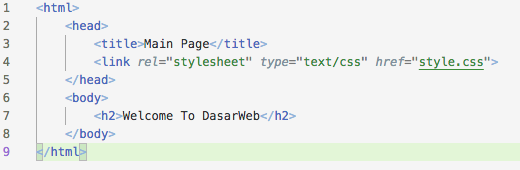 1 <html>
2 <head>
3 <title>Main Page</title>
4 <link rel="stylesheet" type="text/css" href="style.css">
5 </head>
6 <body>
7 <h2>Welcome To DasarWeb</h2>
8 </body>
9 </html>